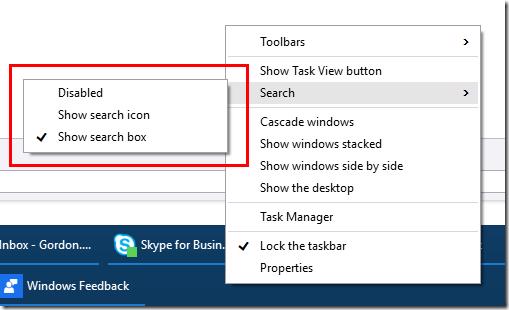 Toolbars
Show Task View button
Search
Disabled
Show search icon
Show search box
Cascade windows
Show windows stacked
Show windows side by side
Show the desktop
Task Manager
Lock the taskbar
Properties
Inbox - Gordon....
Skype for Busin...
Windows Feedback